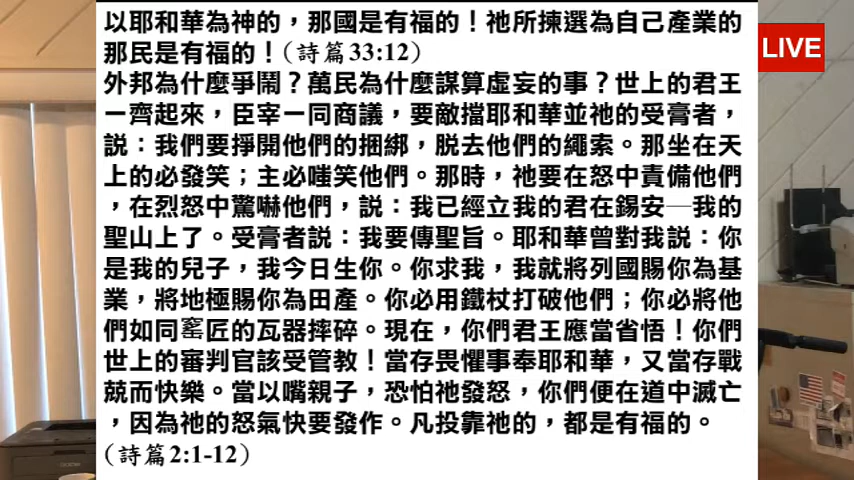 以耶和華為神的，那國是有福的！祂所揀選為自己產業的
那民是有福的！(詩篇33:12)
外邦為什麼爭鬧？萬民為什麼謀算虛妄的事？世上的君王
一齊起來，臣宰一同商議，要敵擋耶和華並祂的受膏者，
說：我們要掙開他們的捆綁，脫去他們的繩索。那坐在天
上的必發笑；主必嗤笑他們。那時，祂要在怒中責備他們
，在烈怒中驚嚇他們，說：我已經立我的君在錫安─我的
聖山上了。受膏者說：我要傳聖旨。耶和華曾對我說：你
是我的兒子，我今日生你。你求我，我就將列國賜你為基
業，將地極賜你為田產。你必用鐵杖打破他們；你必將他
們如同窰匠的瓦器摔碎。現在，你們君王應當省悟！你們
世上的審判官該受管教！當存畏懼事奉耶和華，又當存戰
兢而快樂。當以嘴親子，恐怕祂發怒，你們便在道中滅亡
，因為祂的怒氣快要發作。凡投靠祂的，都是有福的。
(詩篇2:1-12)
LIVE